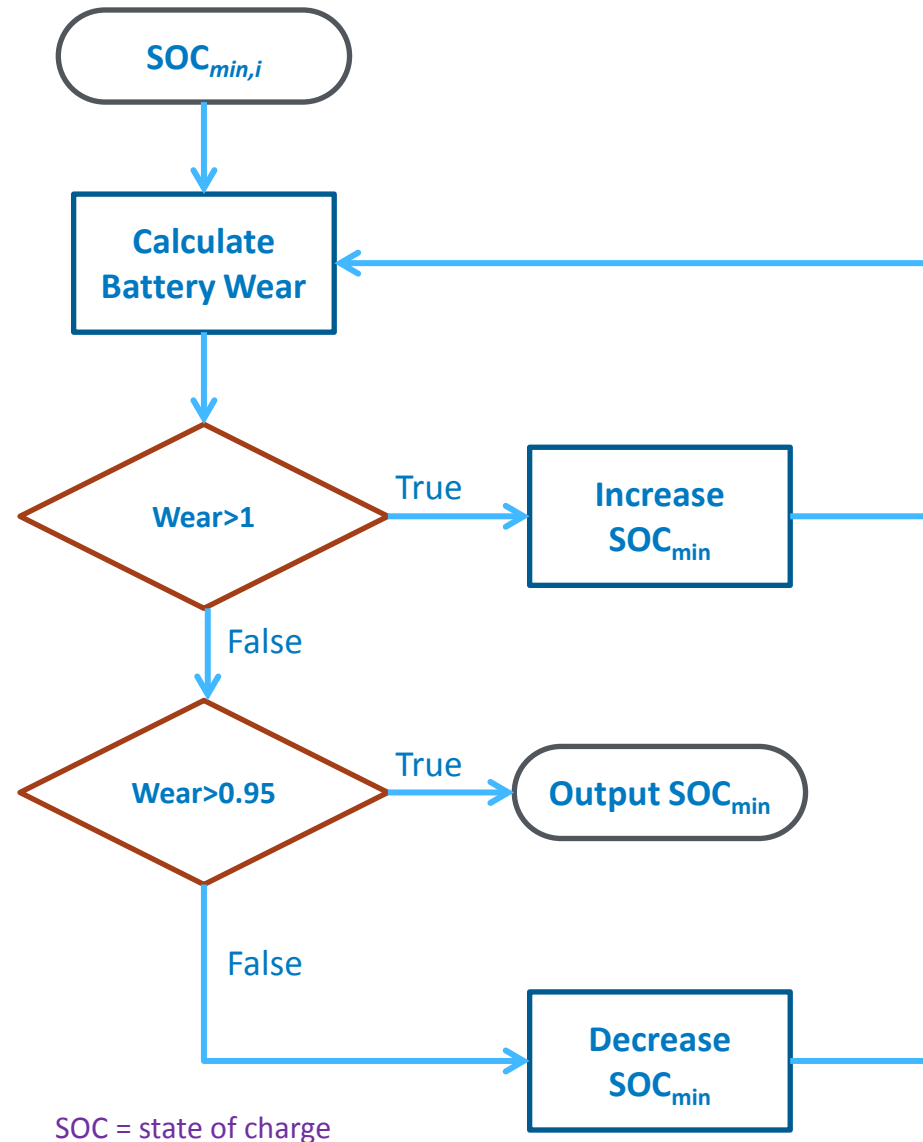 SOCmin,i
Calculate
Battery Wear
Wear>1
True
Increase
SOCmin
False
Wear>0.95
True
Output SOCmin
False
Decrease
SOCmin
SOC = state of charge